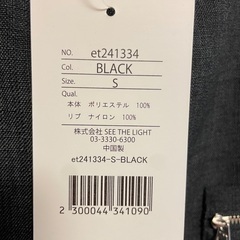 NO. et241334
Col. BLACK
Size. S
Qual.
本体 ポリエステル 100%
リブ ナイロン 100%
株式会社 SEE THE LIGHT
03-3330-6300
中国製
et241334-S-BLACK
2 300044 341090